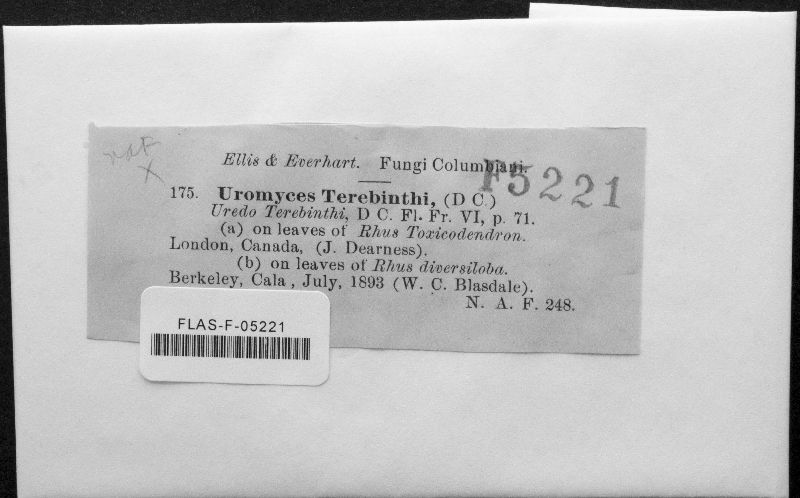 Ellis & Everhart. Fungi Columbiani.
F5221
175. Uromyces Terebinthi, (D C.)
Uredo Terebinthi, D C. Fl. Fr. VI, p. 71.
(a) on leaves of Rhus Toxicodendron.
London, Canada, (J. Dearness).
(b) on leaves of Rhus diversiloba.
Berkeley, Cala, July, 1893 (W. C. Blasdale).
N. A. F. 248.
FLAS-F-05221